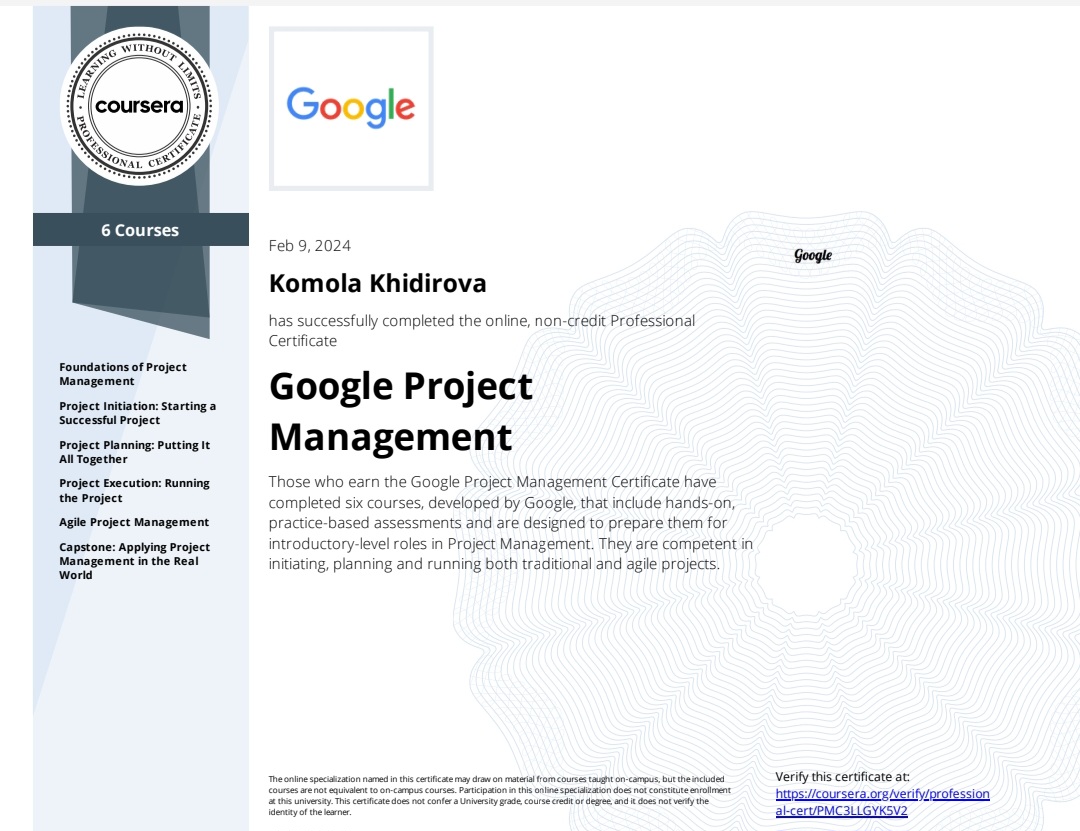 LEARNING WITHOUT LIMITS
coursera
PROFESSIONAL CERTIFICATE
6 Courses
Foundations of Project
Management
Project Initiation: Starting a
Successful Project
Project Planning: Putting It
All Together
Project Execution: Running
the Project
Agile Project Management
Capstone: Applying Project
Management in the Real
World
Google
Feb 9, 2024
Komola Khidirova
has successfully completed the online, non-credit Professional
Certificate
Google Project
Management
Those who earn the Google Project Management Certificate have
completed six courses, developed by Google, that include hands-on,
practice-based assessments and are designed to prepare them for
introductory-level roles in Project Management. They are competent in
initiating, planning and running both traditional and agile projects.
Google
The online specialization named in this certificate may draw on material from courses taught on-campus, but the included
courses are not equivalent to on-campus courses. Participation in this online specialization does not constitute enrollment
at this university. This certificate does not confer a University grade, course credit or degree, and it does not verify the
identity of the learner.
Verify this certificate at:
https://coursera.org/verify/profession
al-cert/PMC3LLGYK5V2